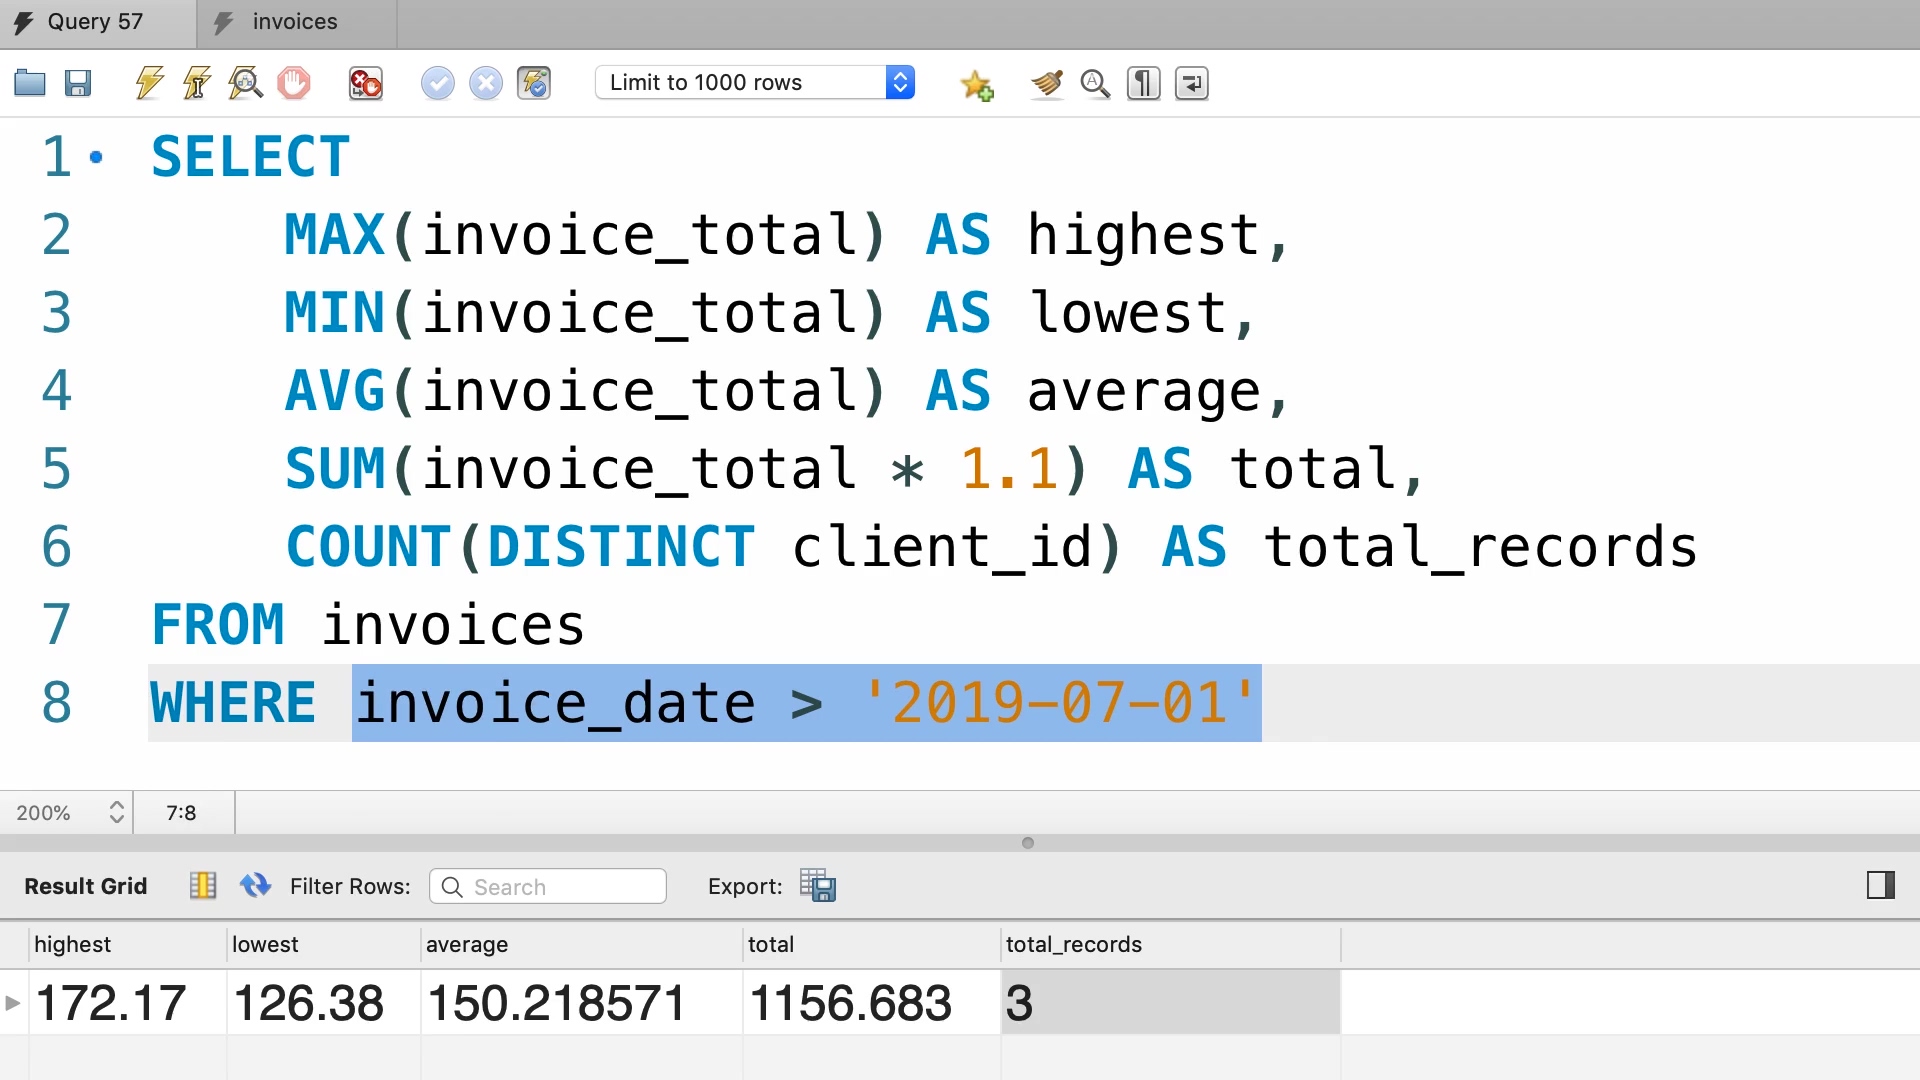 Query 57
invoices
Limit to 1000 rows
1 SELECT
2 MAX(invoice_total) AS highest,
3 MIN(invoice_total) AS lowest,
4 AVG(invoice_total) AS average,
5 SUM(invoice_total * 1.1) AS total,
6 COUNT(DISTINCT client_id) AS total_records
7 FROM invoices
8 WHERE invoice_date > '2019-07-01'
200% 7:8
Result Grid Filter Rows: Search Export:
highest lowest average total total_records
172.17 126.38 150.218571 1156.683 3